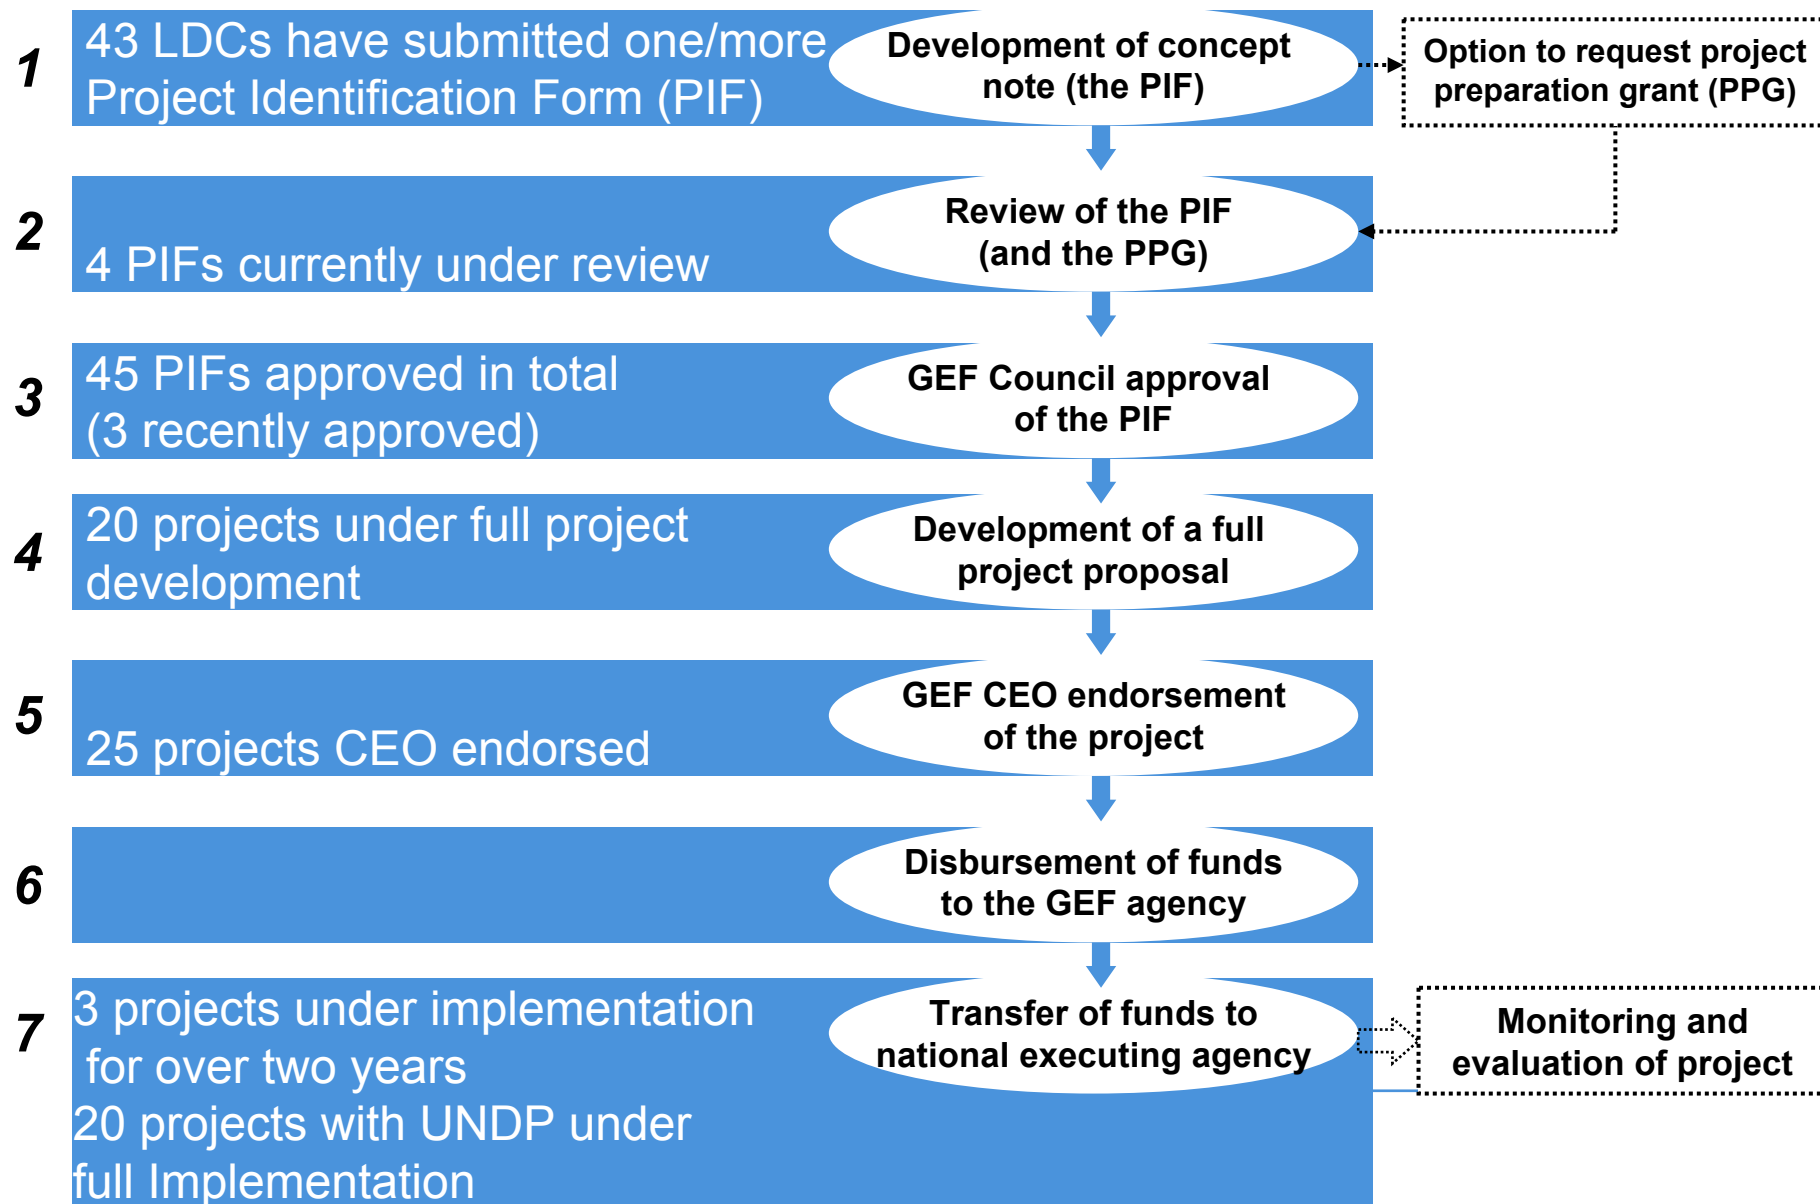 1
43 LDCs have submitted one/more
Project Identification Form (PIF)
Development of concept
note (the PIF)
Option to request project
preparation grant (PPG)
2
4 PIFs currently under review
Review of the PIF
(and the PPG)
3
45 PIFs approved in total
(3 recently approved)
GEF Council approval
of the PIF
4
20 projects under full project
development
Development of a full
project proposal
5
25 projects CEO endorsed
GEF CEO endorsement
of the project
6
Disbursement of funds
to the GEF agency
7
3 projects under implementation
for over two years
20 projects with UNDP under
full Implementation
Transfer of funds to
national executing agency
Monitoring and
evaluation of project